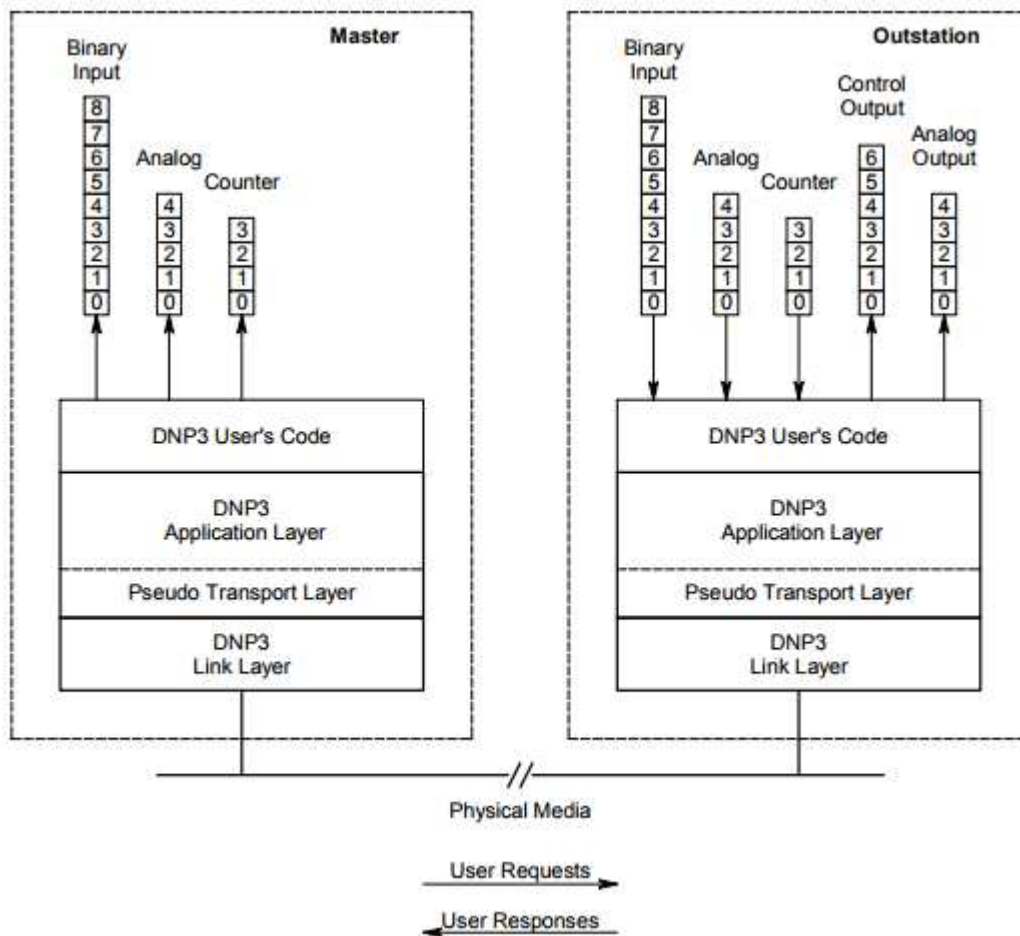 Master
Binary
Input
8
7
6
5
4
3
2
1
0
Analog
4
3
2
1
0
Counter
3
2
1
0
DNP3 User's Code
DNP3
Application Layer
Pseudo Transport Layer
DNP3
Link Layer
Outstation
Binary
Input
8
7
6
5
4
3
2
1
0
Analog
4
3
2
1
0
Counter
3
2
1
0
Control
Output
6
5
4
3
2
1
0
Analog
Output
4
3
2
1
0
DNP3 User's Code
DNP3
Application Layer
Pseudo Transport Layer
DNP3
Link Layer
Physical Media
User Requests
User Responses